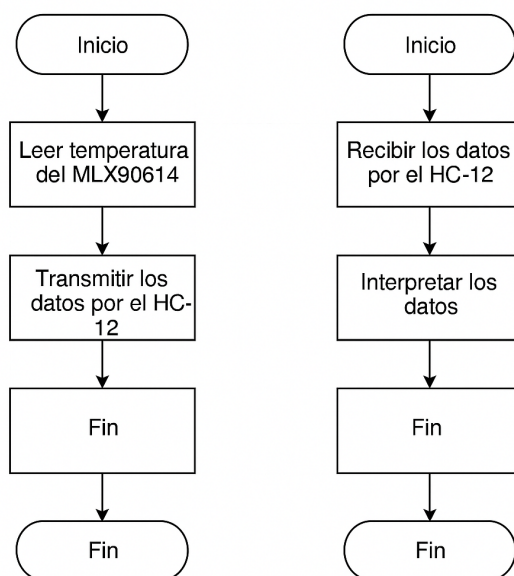 Inicio
Leer temperatura
del MLX90614
Transmitir los
datos por el HC-
12
Fin
Fin
Inicio
Recibir los datos
por el HC-12
Interpretar los
datos
Fin
Fin